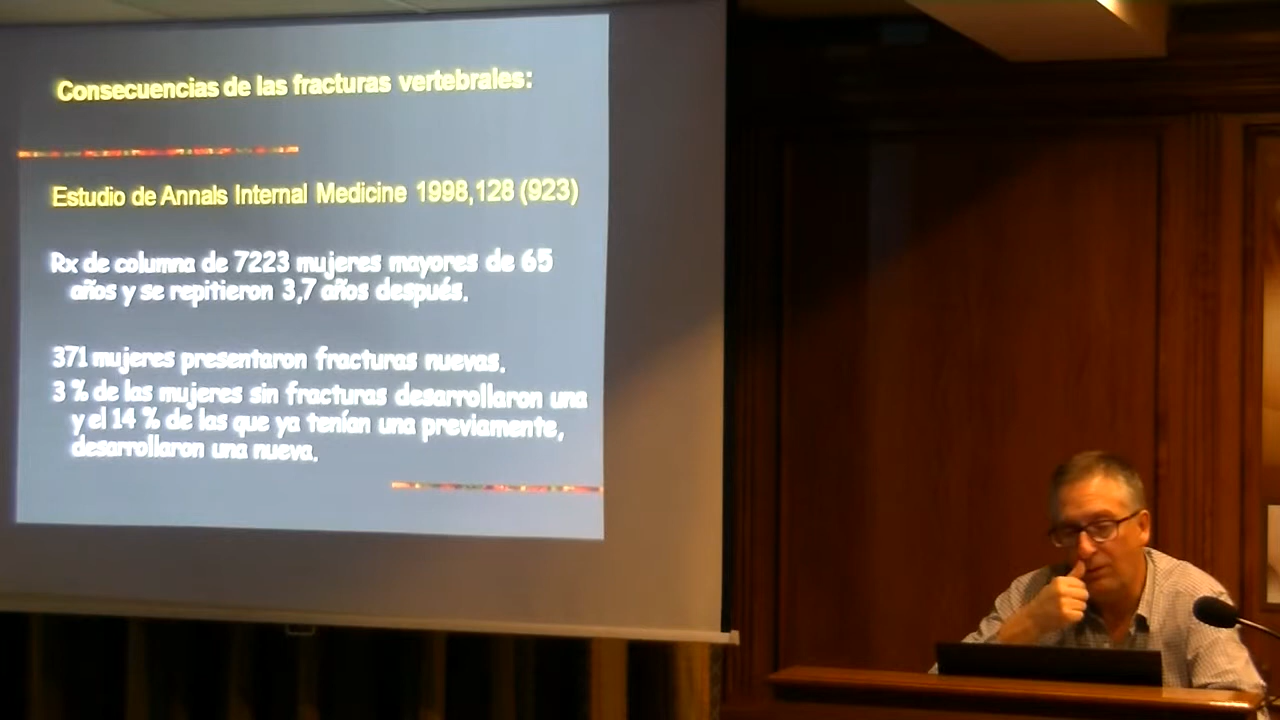 Consecuencias de las fracturas vertebrales:
Estudio de Annals Internal Medicine 1998,128 (923)
Rx de columna de 7223 mujeres mayores de 65
años y se repitieron 3,7 años después.
371 mujeres presentaron fracturas nuevas.
3 % de las mujeres sin fracturas desarrollaron una
y el 14 % de las que ya tenían una previamente,
desarrollaron una nueva.